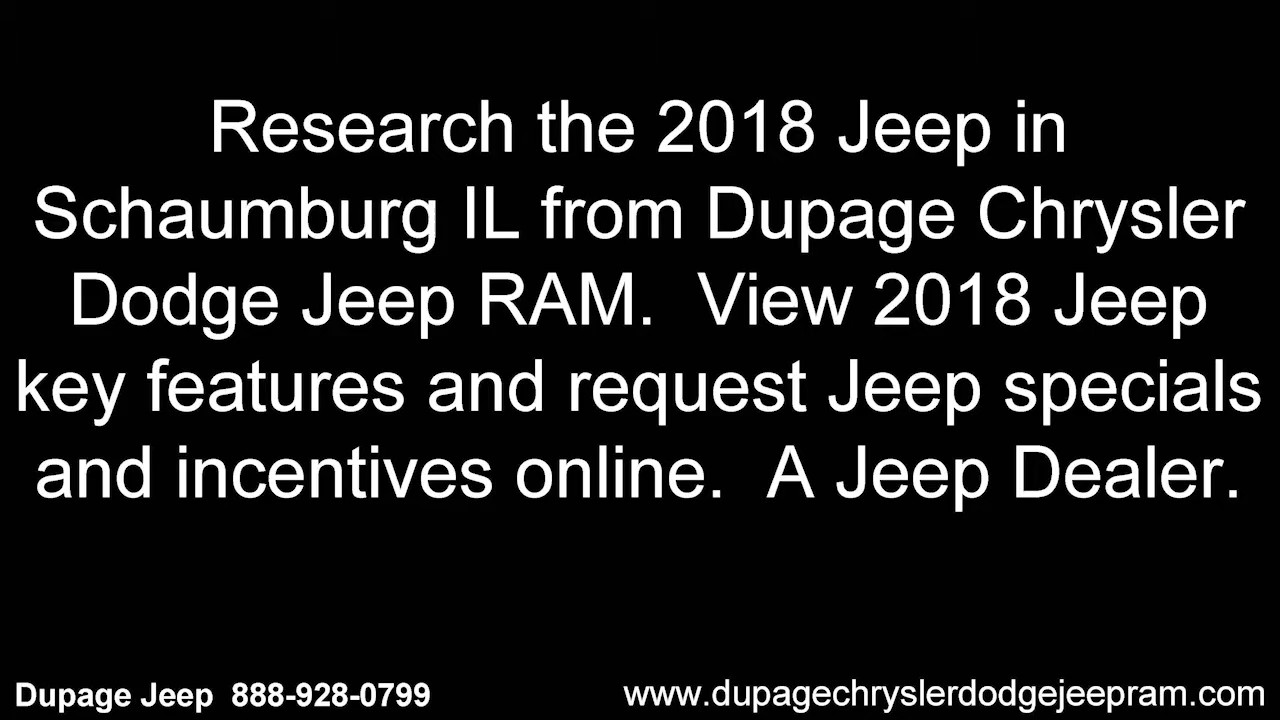 Research the 2018 Jeep in
Schaumburg IL from Dupage Chrysler
Dodge Jeep RAM.  View 2018 Jeep
key features and request Jeep specials
and incentives online.  A Jeep Dealer.
Dupage Jeep  888-928-0799
www.dupagechryslerdodgejeepram.com